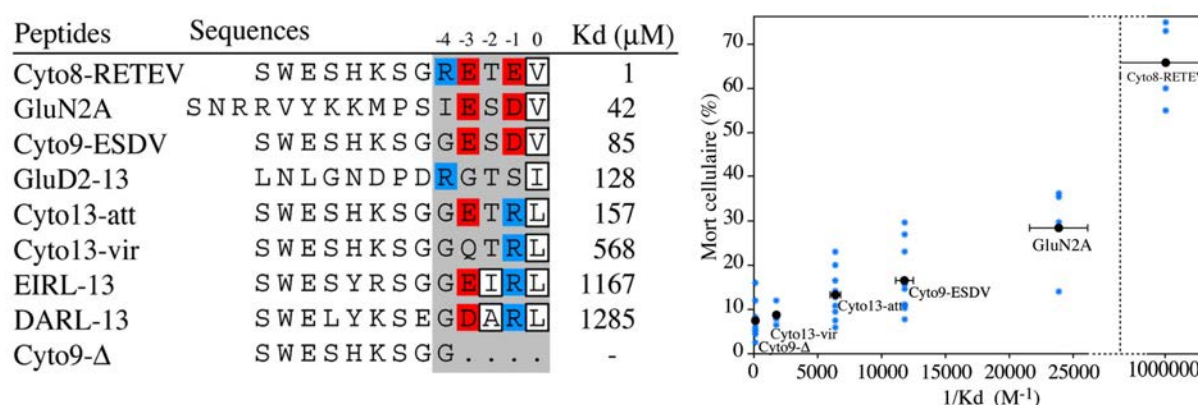 Peptides Sequences -4 -3 -2 -1 0 Kd (μM)
Cyto8-RETEV SWESHKSGRETEV 1
GluN2A SNRRVYKKMPSIESDV 42
Cyto9-ESDV SWESHKSGGESDV 85
GluD2-13 LNLGNDPDRGTSI 128
Cyto13-att SWESHKSGGETRL 157
Cyto13-vir SWESHKSGGQTRL 568
EIRL-13 SWESYRSGGEIRL 1167
DARL-13 SWELYKSEGDARL 1285
Cyto9-Δ SWESHKSGG.... -
Mort cellulaire (%)
70
60
50
40
30
20
10
0
Cyto8-RETEV
GluN2A
Cyto9-ESDV
Cyto13-att
Cyto13-vir
Cyto9-Δ
0 5000 10000 15000 20000 25000 1000000
1/Kd (M⁻¹)